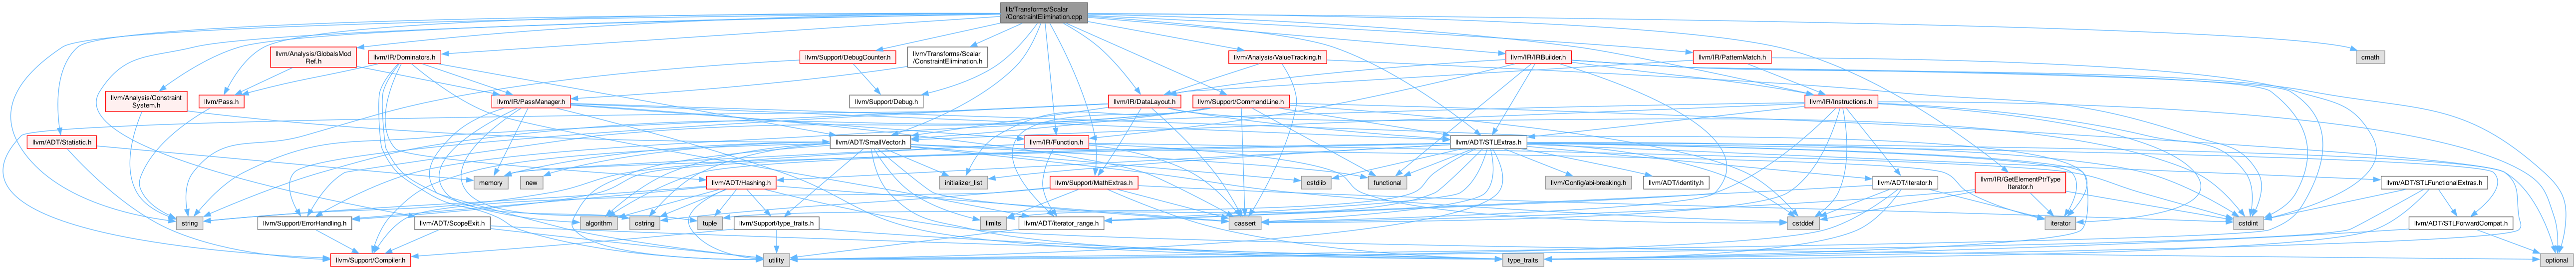 lib/Transforms/Scalar
/ConstraintElimination.cpp
llvm/Analysis/GlobalsMod
Ref.h
llvm/IR/Dominators.h
llvm/Support/DebugCounter.h
llvm/Transforms/Scalar
/ConstraintElimination.h
llvm/Analysis/ValueTracking.h
llvm/IR/IRBuilder.h
llvm/IR/PatternMatch.h
cmath
llvm/Analysis/Constraint
System.h
llvm/Pass.h
llvm/IR/PassManager.h
llvm/Support/Debug.h
llvm/IR/DataLayout.h
llvm/Support/CommandLine.h
llvm/IR/Instructions.h
llvm/ADT/Statistic.h
llvm/ADT/SmallVector.h
llvm/IR/Function.h
llvm/ADT/STLExtras.h
memory
new
llvm/ADT/Hashing.h
initializer_list
cstdlib
llvm/Support/MathExtras.h
functional
llvm/Config/abi-breaking.h
llvm/ADT/identity.h
llvm/ADT/iterator.h
llvm/IR/GetElementPtrType
Iterator.h
llvm/ADT/STLFunctionalExtras.h
string
llvm/Support/ErrorHandling.h
llvm/ADT/ScopeExit.h
algorithm
cstring
tuple
llvm/Support/type_traits.h
limits
llvm/ADT/iterator_range.h
cassert
cstddef
iterator
cstdint
llvm/ADT/STLForwardCompat.h
llvm/Support/Compiler.h
utility
type_traits
optional